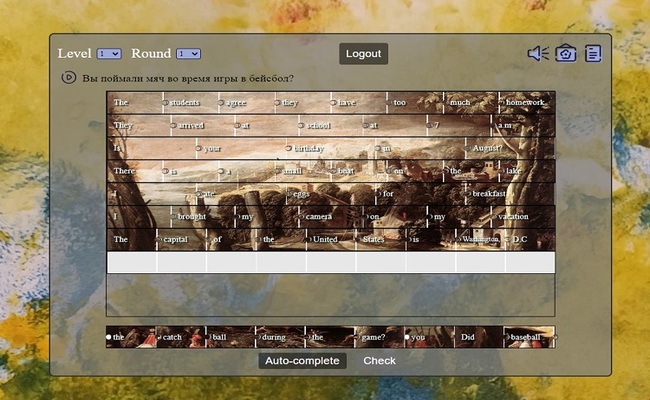 Level 1 Round 1 Logout
Вы поймали мяч во время игры в бейсбол?
The students agree they have too much homework.
They arrived at school at 7 a.m
Is your birthday in August?
There is a small boat on the lake
I ate eggs for breakfast
I brought my camera on my vacation
The capital of the United States is Washington, D.C
the catch ball during the game? you Did baseball
Auto-complete Check